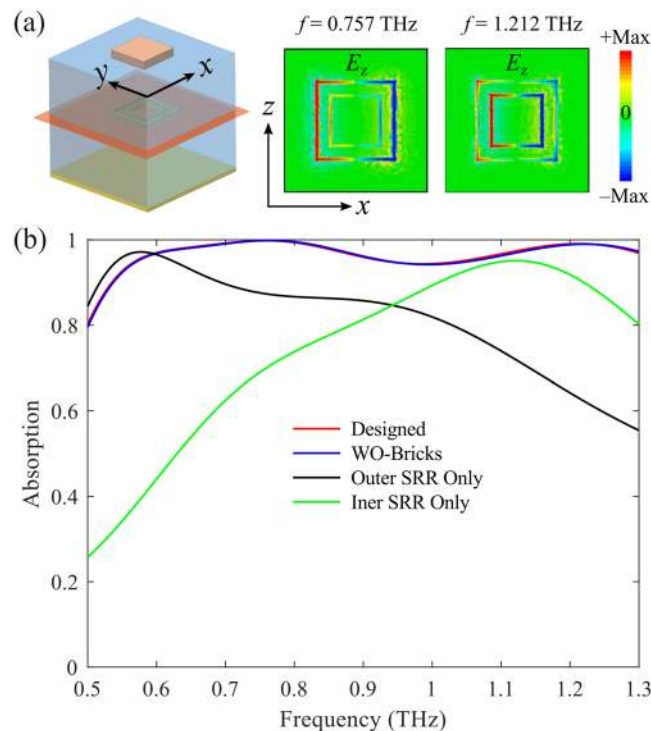 (a)
f = 0.757 THz
f = 1.212 THz
+Max
0
–Max
y
x
z
x
E_z
E_z
(b)
1
0.8
0.6
0.4
0.2
0
Absorption
Designed
WO-Bricks
Outer SRR Only
Iner SRR Only
0.5 0.6 0.7 0.8 0.9 1 1.1 1.2 1.3
Frequency (THz)